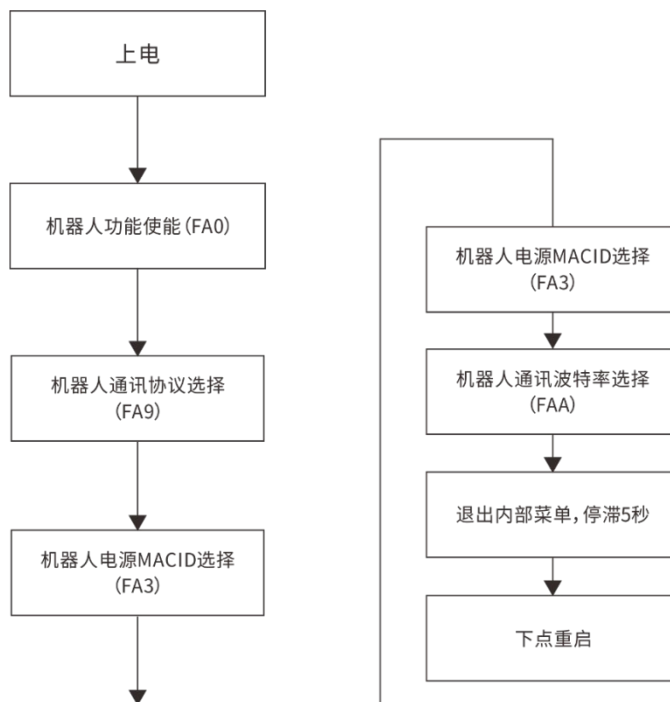 上电
机器人功能使能(FA0)
机器人通讯协议选择
(FA9)
机器人电源MACID选择
(FA3)
机器人电源MACID选择
(FA3)
机器人通讯波特率选择
(FAA)
退出内部菜单，停滞5秒
下点重启